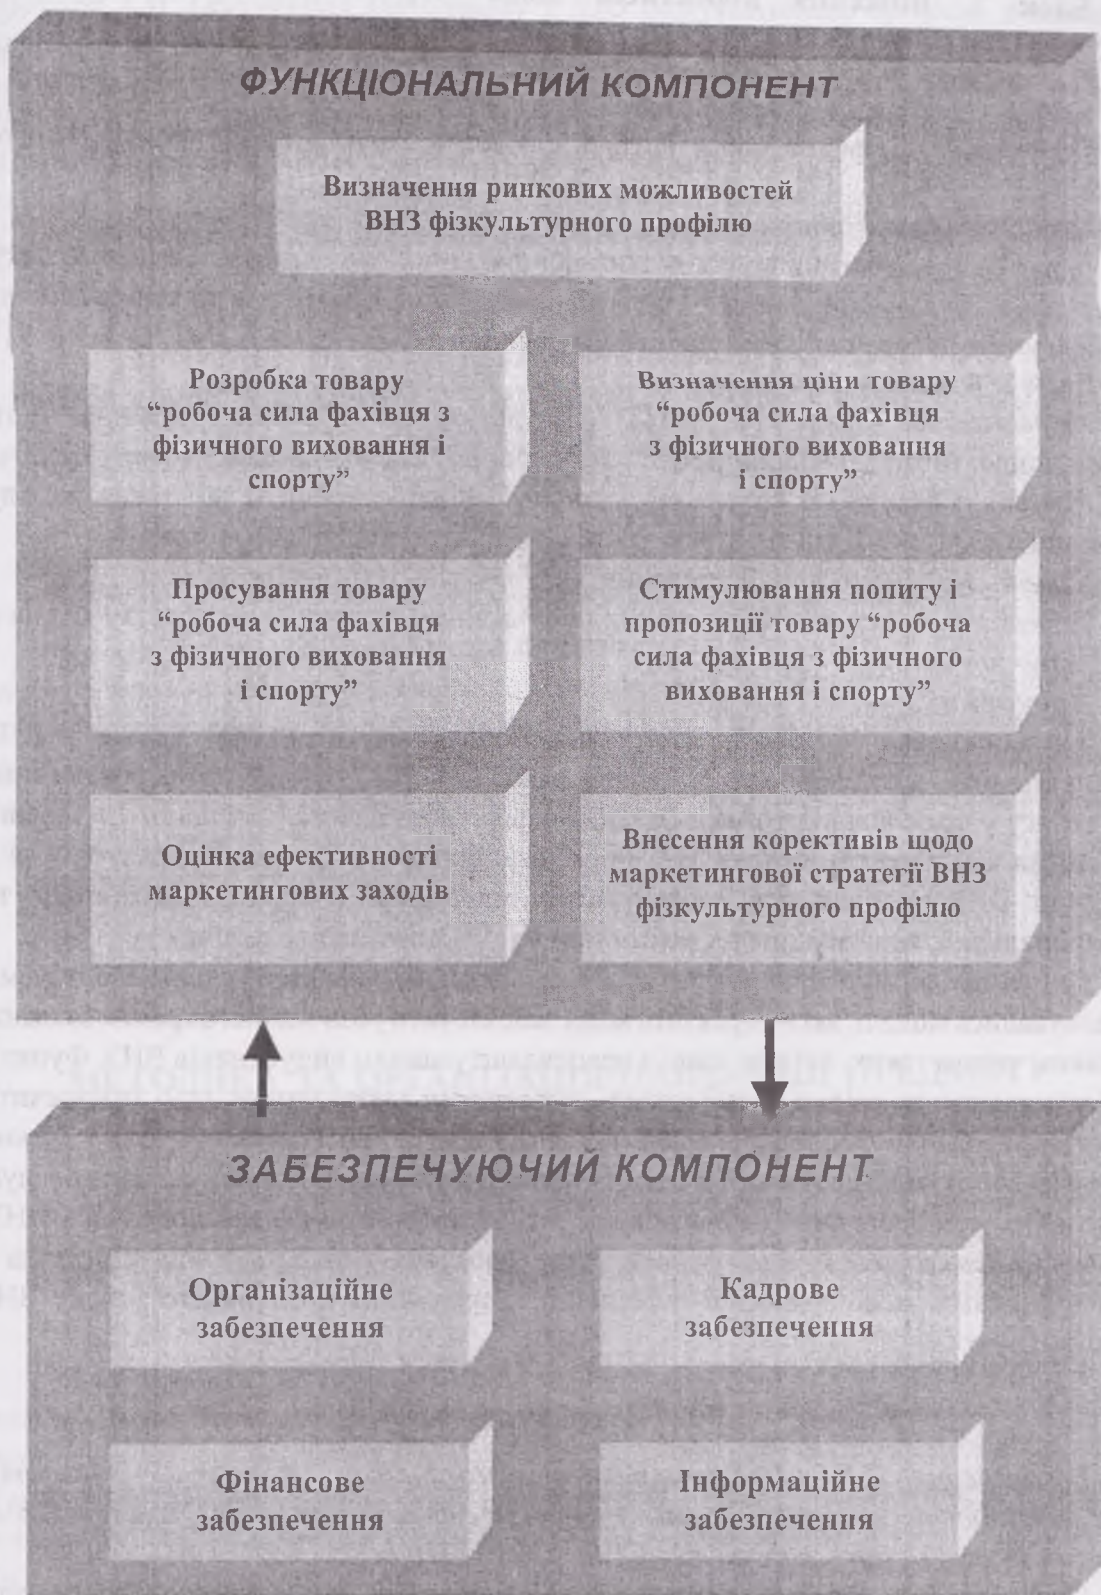 ФУНКЦІОНАЛЬНИЙ КОМПОНЕНТ
Визначення ринкових можливостей
ВНЗ фізкультурного профілю
Розробка товару
“робоча сила фахівця з
фізичного виховання і
спорту”
Визначення ціни товару
“робоча сила фахівця
з фізичного виховання
і спорту”
Просування товару
“робоча сила фахівця
з фізичного виховання
і спорту”
Стимулювання попиту і
пропозиції товару “робоча
сила фахівця з фізичного
виховання і спорту”
Оцінка ефективності
маркетингових заходів
Внесення корективів щодо
маркетингової стратегії ВНЗ
фізкультурного профілю
ЗАБЕЗПЕЧУЮЧИЙ КОМПОНЕНТ
Організаційне
забезпечення
Кадрове
забезпечення
Фінансове
забезпечення
Інформаційне
забезпечення